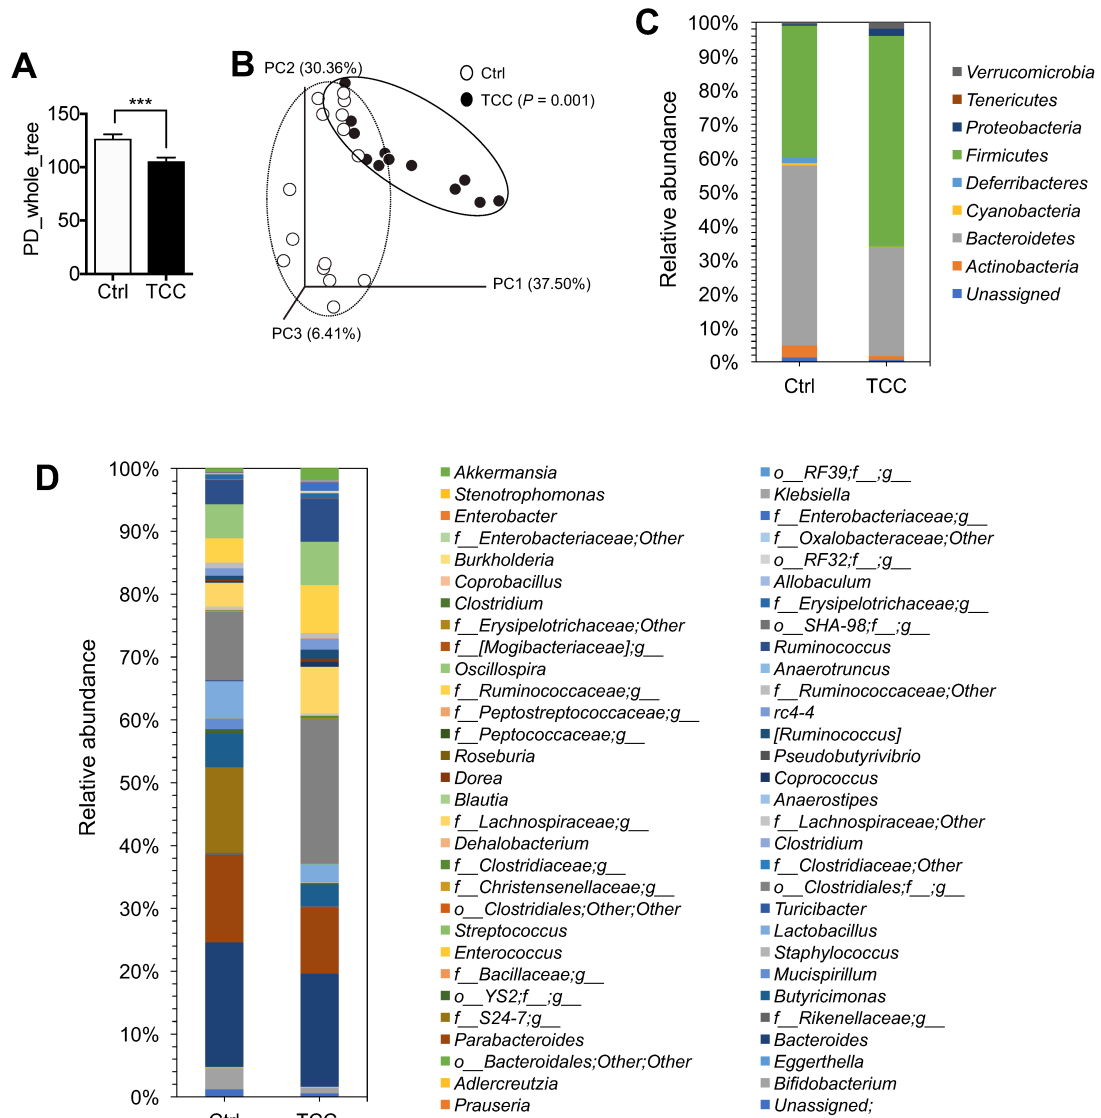 A
PD_whole_tree
150
100
50
0
***
Ctrl
TCC
B
PC2 (30.36%)
Ctrl
TCC (P = 0.001)
PC1 (37.50%)
PC3 (6.41%)
C
Relative abundance
100%
90%
80%
70%
60%
50%
40%
30%
20%
10%
0%
Ctrl
TCC
Verrucomicrobia
Tenericutes
Proteobacteria
Firmicutes
Deferribacteres
Cyanobacteria
Bacteroidetes
Actinobacteria
Unassigned
D
Relative abundance
100%
90%
80%
70%
60%
50%
40%
30%
20%
10%
0%
Ctrl
TCC
Akkermansia
Stenotrophomonas
Enterobacter
f__Enterobacteriaceae;Other
Burkholderia
Coprobacillus
Clostridium
f__Erysipelotrichaceae;Other
f__[Mogibacteriaceae];g__
Oscillospira
f__Ruminococcaceae;g__
f__Peptostreptococcaceae;g__
f__Peptococcaceae;g__
Roseburia
Dorea
Blautia
f__Lachnospiraceae;g__
Dehalobacterium
f__Clostridiaceae;g__
f__Christensenellaceae;g__
o__Clostridiales;Other;Other
Streptococcus
Enterococcus
f__Bacillaceae;g__
o__YS2;f__;g__
f__S24-7;g__
Parabacteroides
o__Bacteroidales;Other;Other
Adlercreutzia
Prauseria
o__RF39;f__;g__
Klebsiella
f__Enterobacteriaceae;g__
f__Oxalobacteraceae;Other
o__RF32;f__;g__
Allobaculum
f__Erysipelotrichaceae;g__
o__SHA-98;f__;g__
Ruminococcus
Anaerotruncus
f__Ruminococcaceae;Other
rc4-4
[Ruminococcus]
Pseudobutyrivibrio
Coprococcus
Anaerostipes
f__Lachnospiraceae;Other
Clostridium
f__Clostridiaceae;Other
o__Clostridiales;f__;g__
Turicibacter
Lactobacillus
Staphylococcus
Mucispirillum
Butyricimonas
f__Rikenellaceae;g__
Bacteroides
Eggerthella
Bifidobacterium
Unassigned;